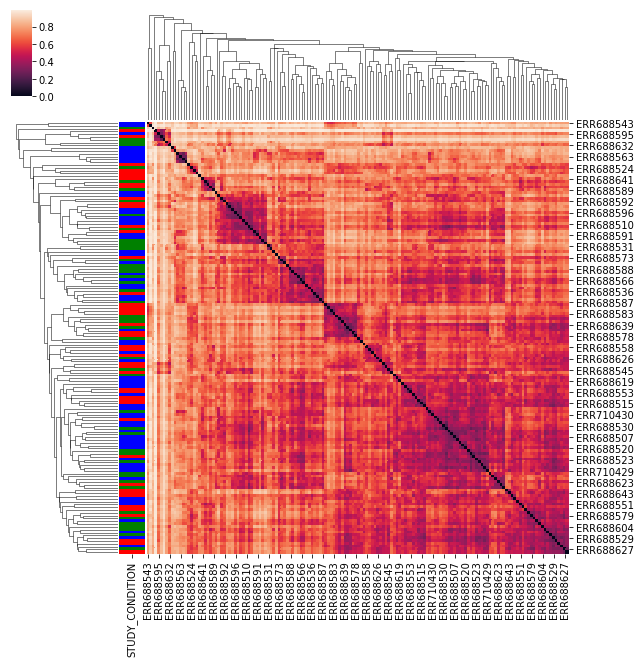 0.8
0.6
0.4
0.2
0.0
ERR688543
ERR688595
ERR688632
ERR688563
ERR688524
ERR688641
ERR688589
ERR688592
ERR688596
ERR688510
ERR688591
ERR688531
ERR688573
ERR688588
ERR688566
ERR688536
ERR688587
ERR688583
ERR688639
ERR688578
ERR688558
ERR688626
ERR688545
ERR688619
ERR688553
ERR688515
ERR710430
ERR688530
ERR688507
ERR688520
ERR688523
ERR710429
ERR688623
ERR688643
ERR688551
ERR688579
ERR688604
ERR688529
ERR688627
STUDY_CONDITION
ERR688543
ERR688595
ERR688632
ERR688563
ERR688524
ERR688641
ERR688589
ERR688592
ERR688596
ERR688510
ERR688591
ERR688531
ERR688573
ERR688588
ERR688566
ERR688536
ERR688587
ERR688583
ERR688639
ERR688578
ERR688558
ERR688626
ERR688545
ERR688619
ERR688553
ERR688515
ERR710430
ERR688530
ERR688507
ERR688520
ERR688523
ERR710429
ERR688623
ERR688643
ERR688551
ERR688579
ERR688604
ERR688529
ERR688627